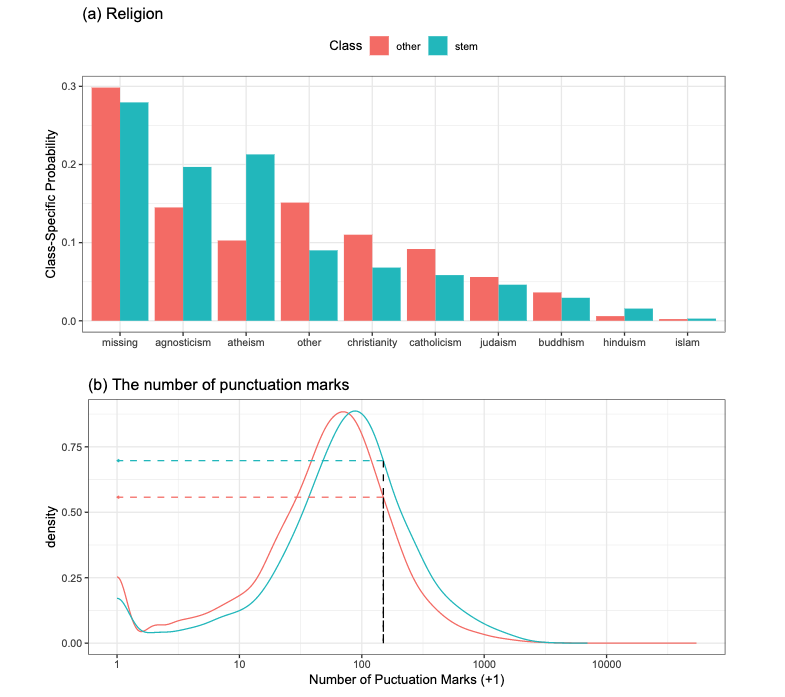 (a) Religion
Class other stem
0.3
0.2
0.1
0.0
Class-Specific Probability
missing agnosticism atheism other christianity catholicism judaism buddhism hinduism islam
(b) The number of punctuation marks
0.75
0.50
0.25
0.00
density
1 10 100 1000 10000
Number of Puctuation Marks (+1)